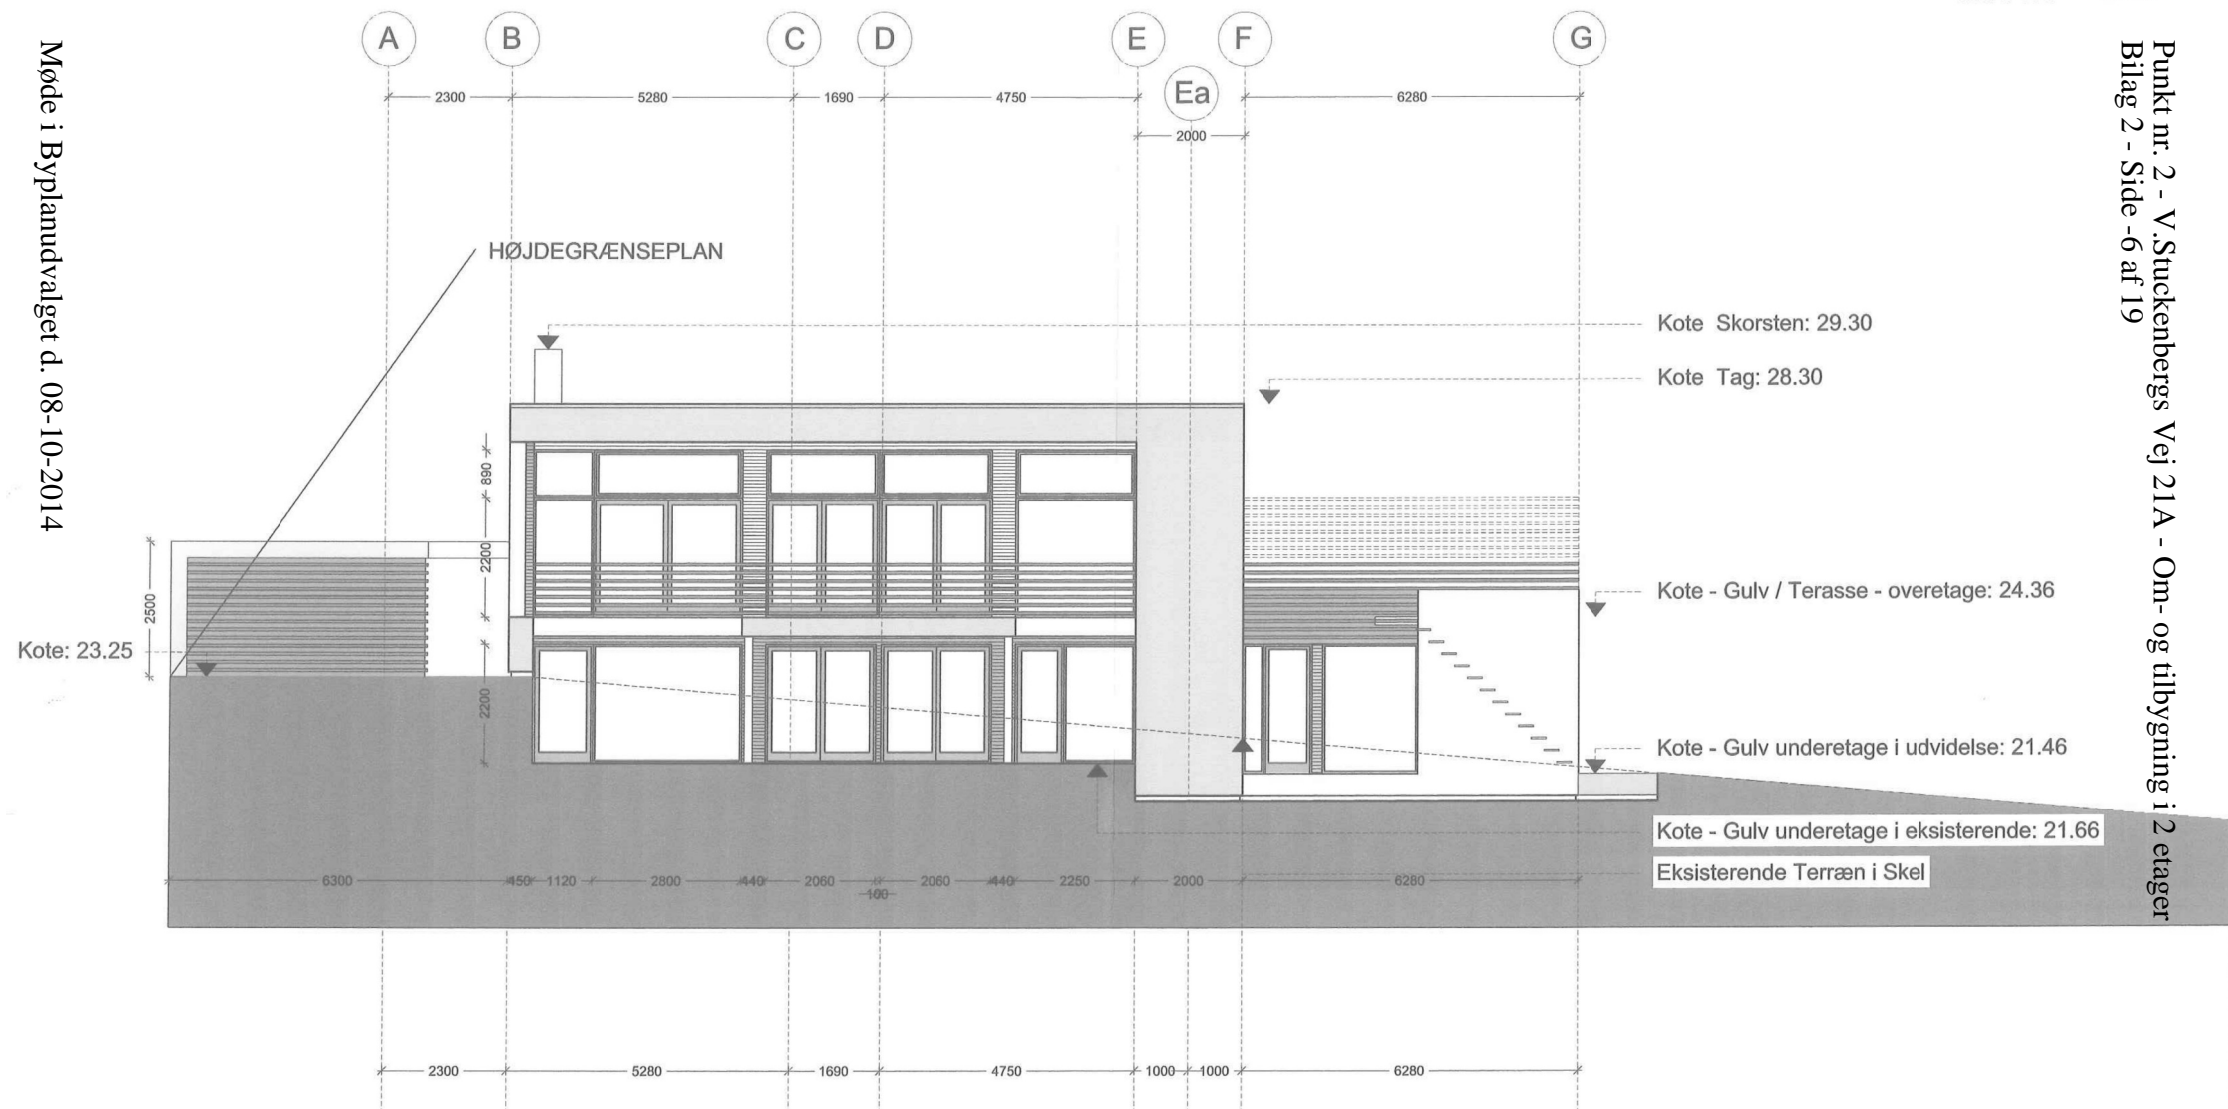 Punkt nr. 2 - V.Stuckenbergs Vej 21A - Om- og tilbygning i 2 etager
Bilag 2 - Side -6 af 19
Møde i Byplanudvalget d. 08-10-2014
A
B
C
D
E
F
G
Ea
2300
5280
1690
4750
6280
2000
HØJDEGRÆNSEPLAN
Kote Skorsten: 29.30
Kote Tag: 28.30
890
2200
2500
Kote - Gulv / Terasse - overetage: 24.36
Kote: 23.25
2200
Kote - Gulv underetage i udvidelse: 21.46
Kote - Gulv underetage i eksisterende: 21.66
Eksisterende Terræn i Skel
6300
450
1120
2800
440
2060
100
2060
440
2250
2000
6280
2300
5280
1690
4750
1000
1000
6280